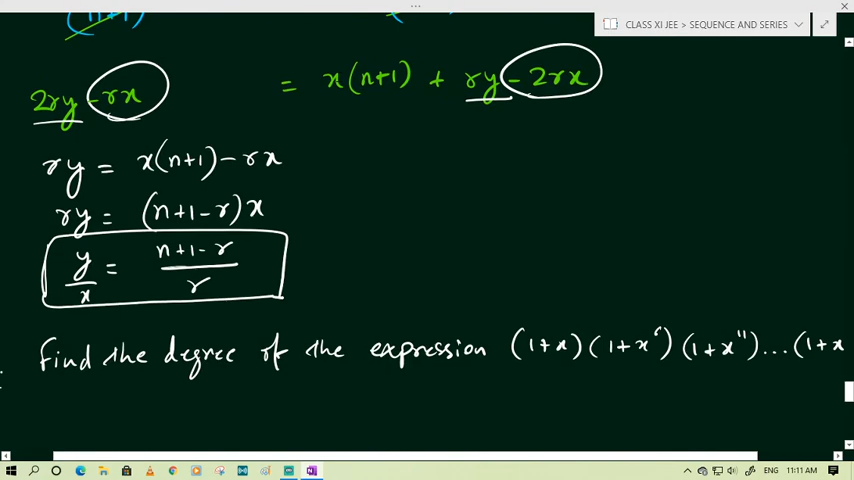 (n+1)
CLASS XI JEE > SEQUENCE AND SERIES
2ry - rx = x(n+1) + ry - 2rx
ry = x(n+1) - rx
ry = (n+1-r)x
y/x = (n+1-r)/r
Find the degree of the expression (1+x)(1+x⁶)(1+x¹¹)...(1+x
ENG 11:11 AM